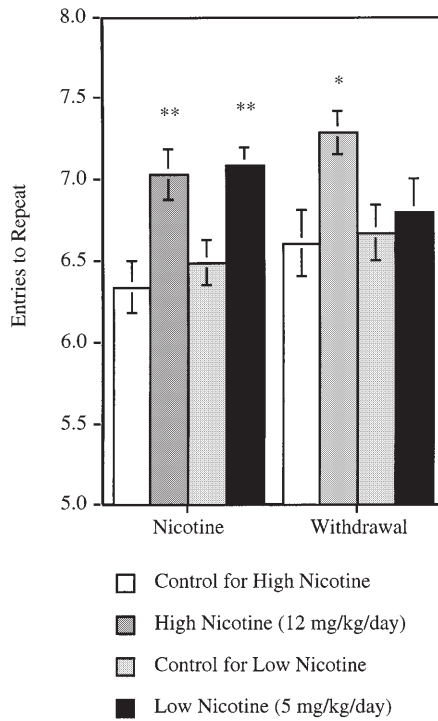 8.0
7.5
7.0
6.5
6.0
5.5
5.0
Entries to Repeat
** ** *
Nicotine Withdrawal
Control for High Nicotine
High Nicotine (12 mg/kg/day)
Control for Low Nicotine
Low Nicotine (5 mg/kg/day)